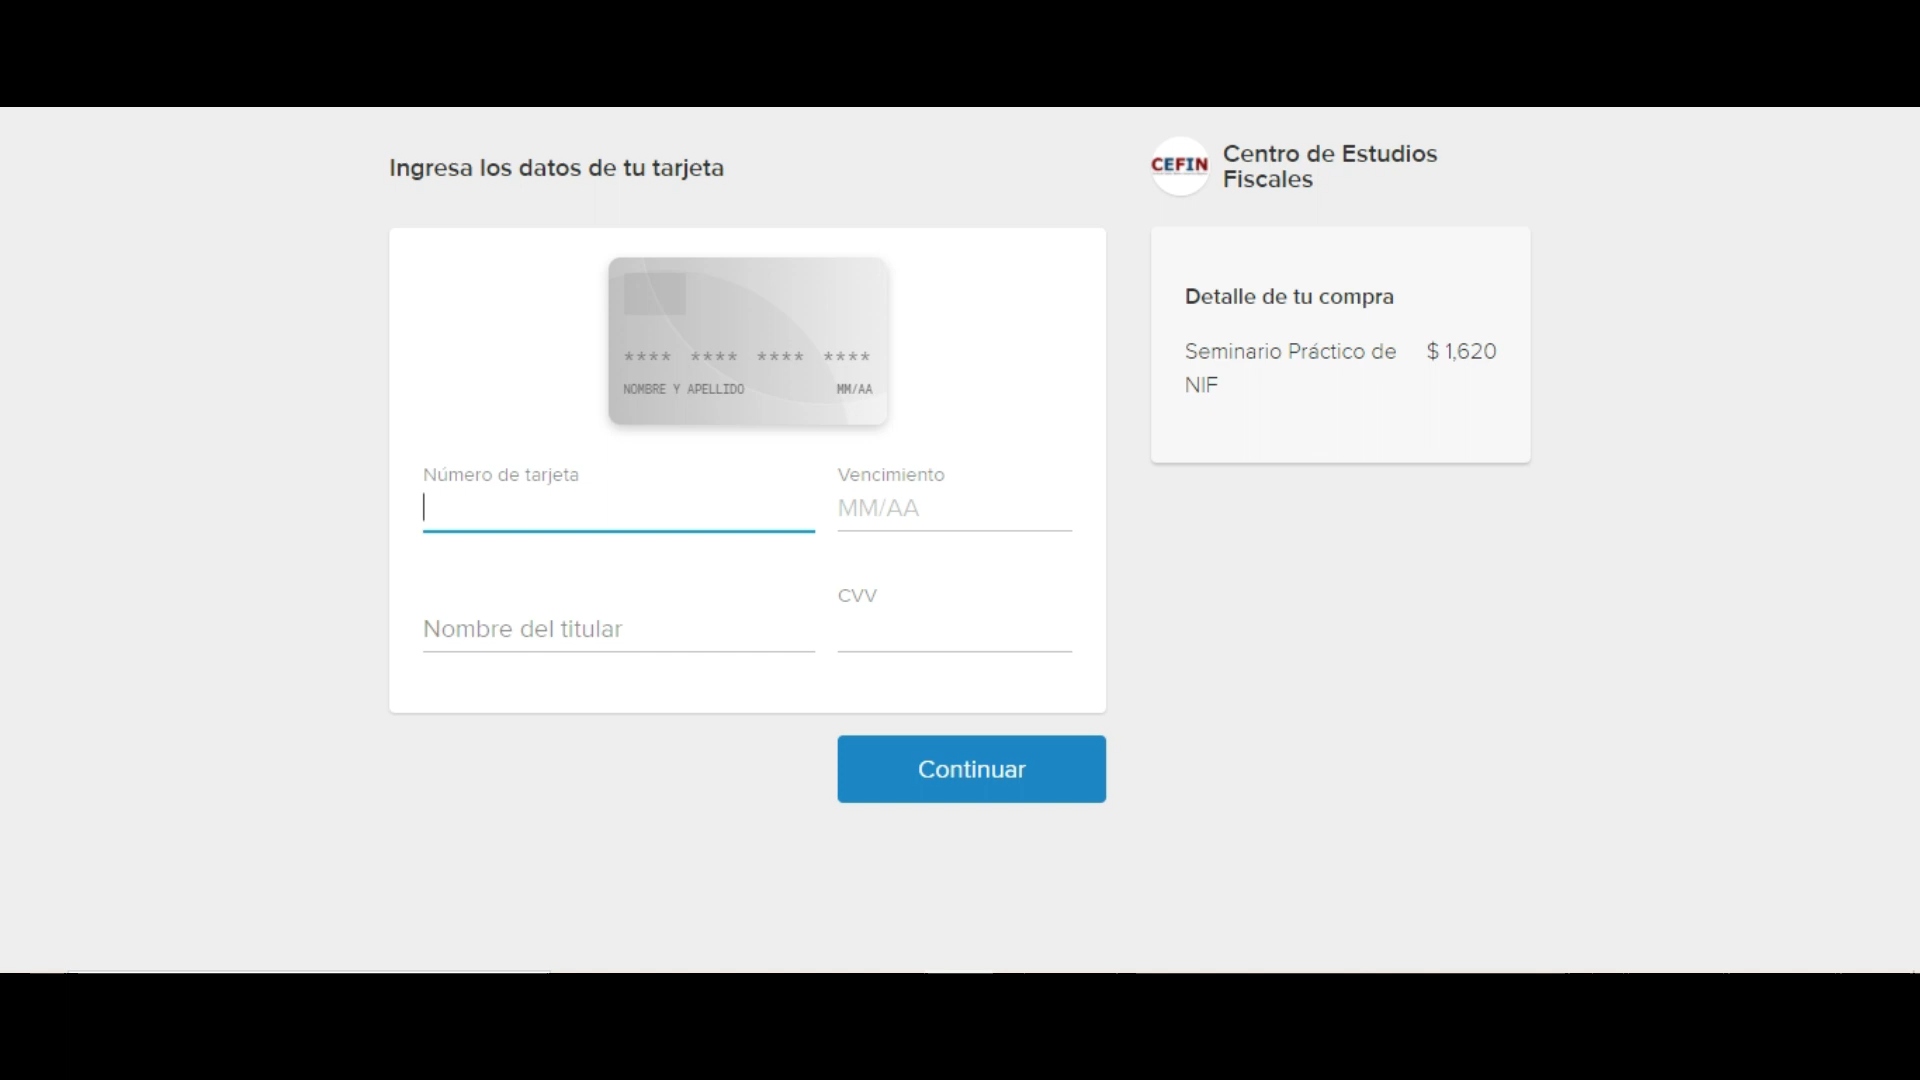 Ingresa los datos de tu tarjeta
CEFIN
Centro de Estudios
Fiscales
**** **** **** ****
NOMBRE Y APELLIDO MM/AA
Número de tarjeta
Vencimiento
MM/AA
Nombre del titular
CVV
Continuar
Detalle de tu compra
Seminario Práctico de $ 1,620
NIF